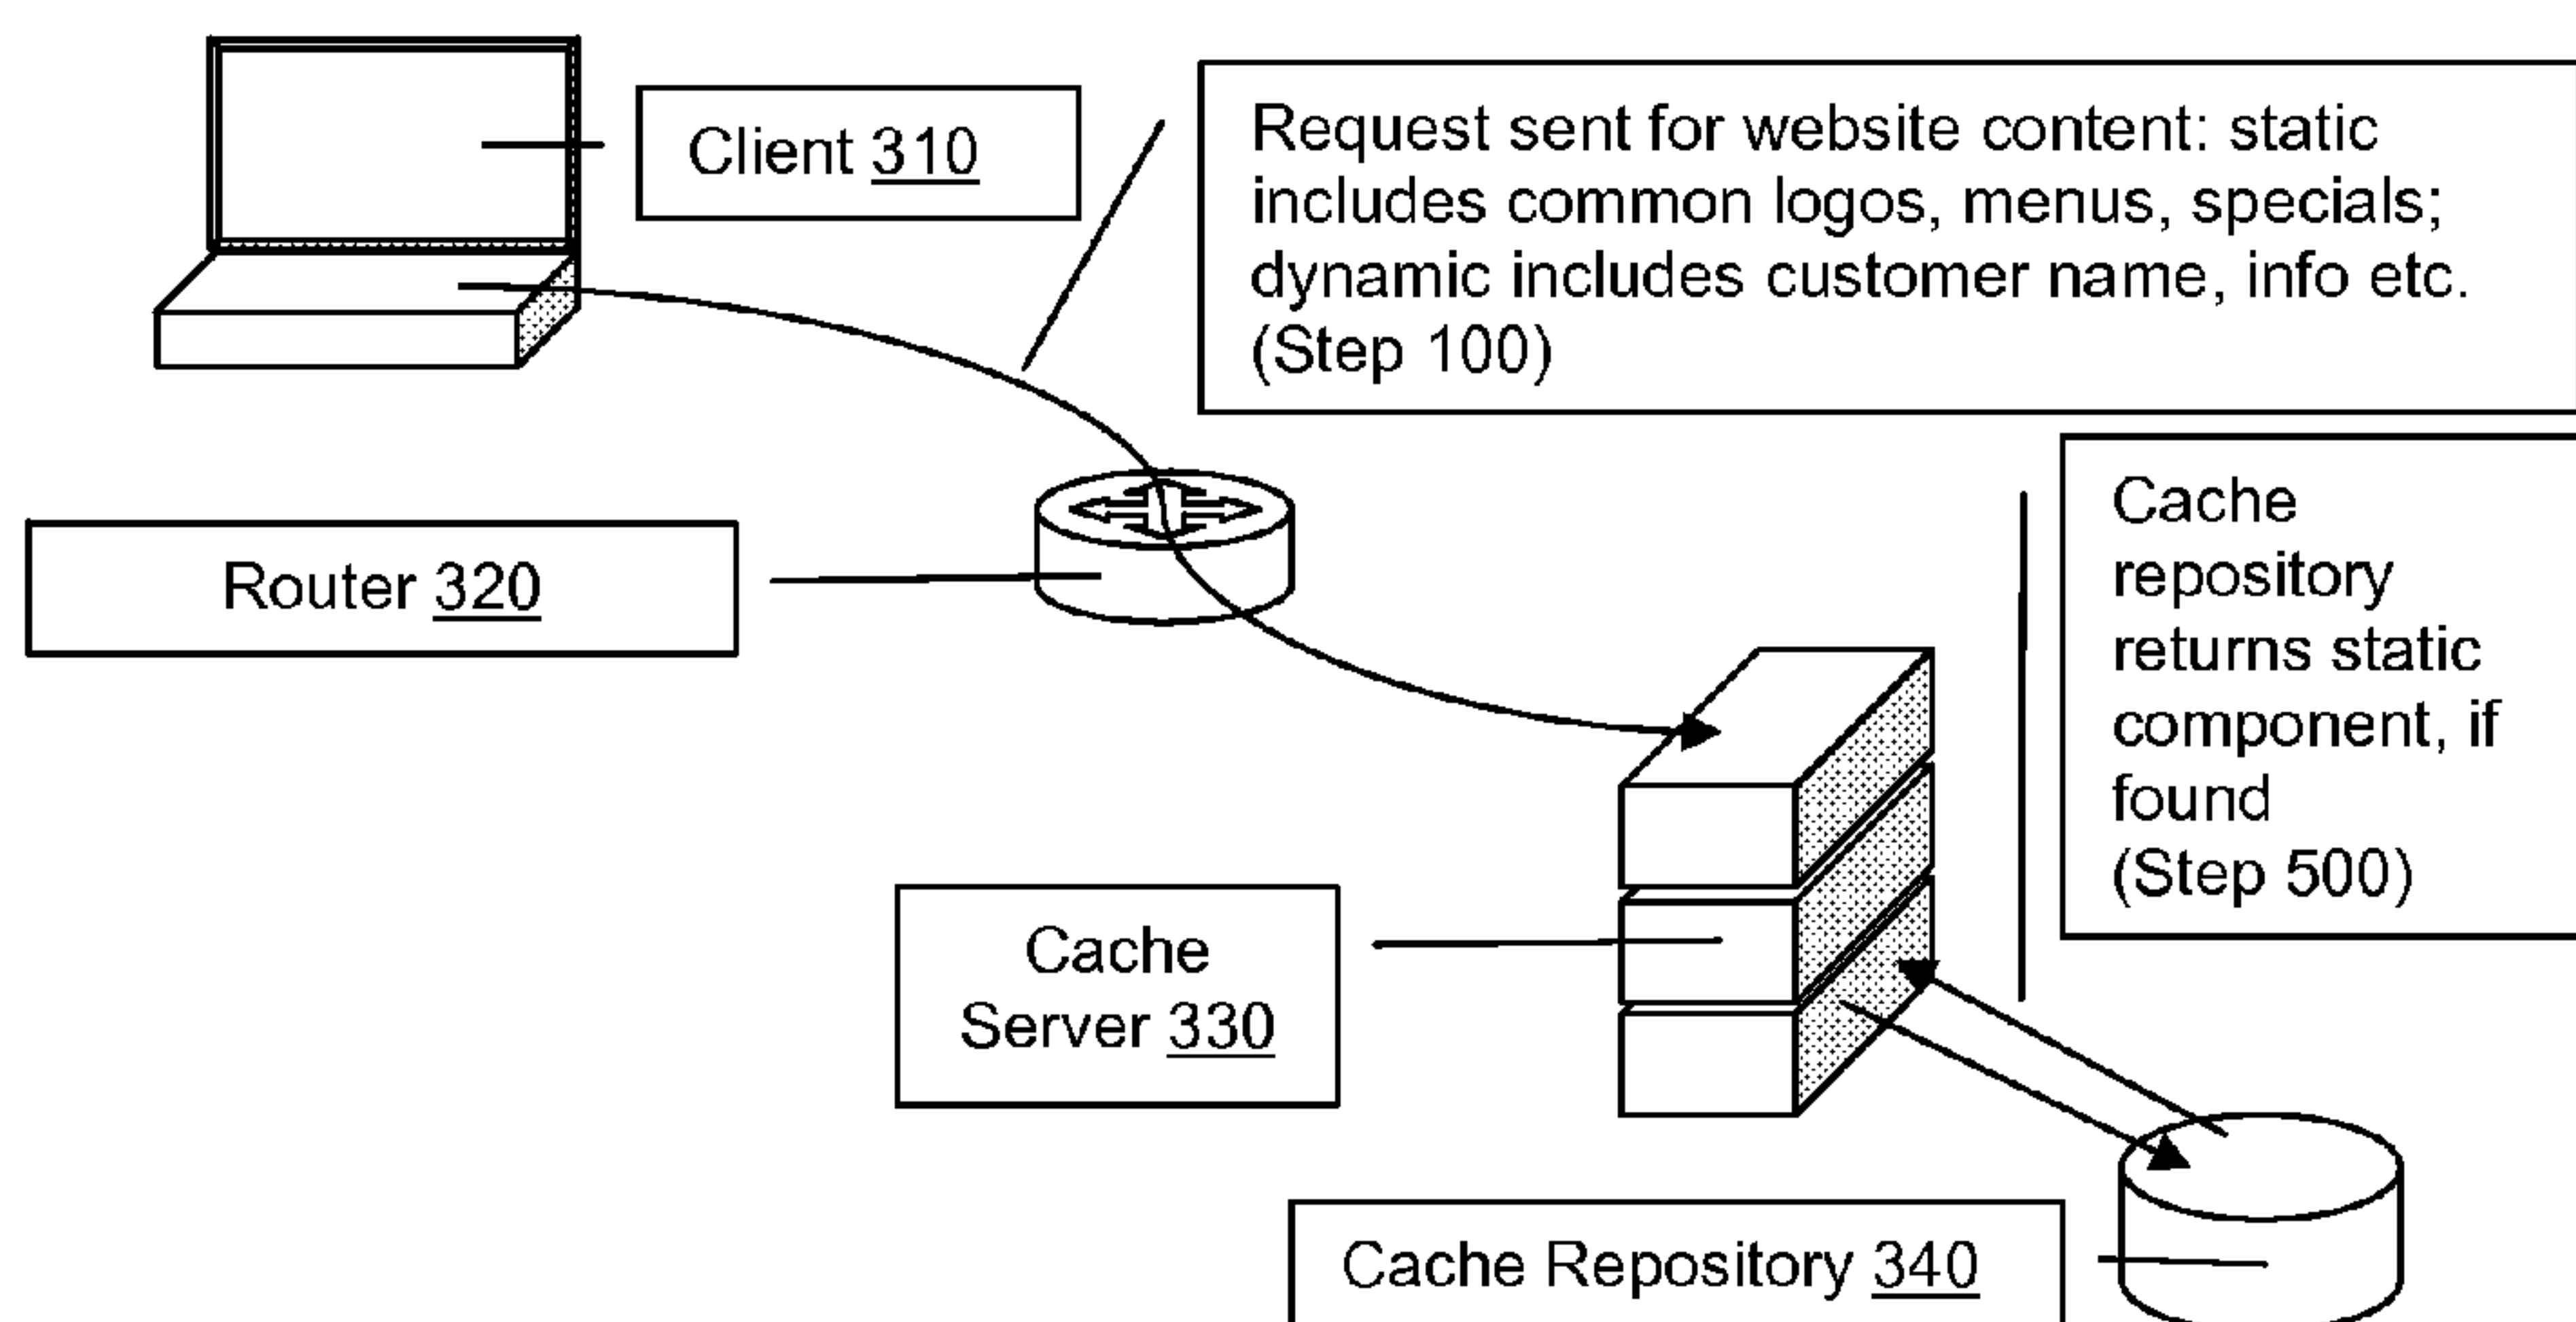 Client 310
Request sent for website content: static
includes common logos, menus, specials;
dynamic includes customer name, info etc.
(Step 100)
Router 320
Cache
repository
returns static
component, if
found
(Step 500)
Cache
Server 330
Cache Repository 340